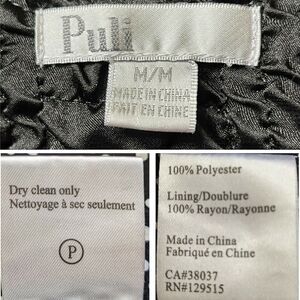 Puli
M/M
MADE IN CHINA
FAIT EN CHINE
Dry clean only
Nettoyage à sec seulement
P
100% Polyester
Lining/Doublure
100% Rayon/Rayonne
Made in China
Fabriqué en Chine
CA#38037
RN#129515